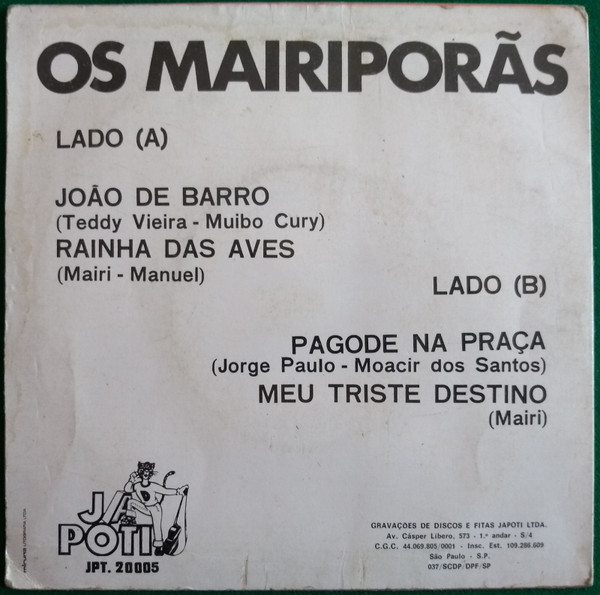 OS MAIRIPORÃS
LADO (A)
JOÂO DE BARRO
(Teddy Vieira - Muibo Cury)
RAINHA DAS AVES
(Mairi - Manuel)
LADO (B)
PAGODE NA PRAÇA
(Jorge Paulo - Moacir dos Santos)
MEU TRISTE DESTINO
(Mairi)
JA
POTI
JPT. 20005
GRAVAÇÕES DE DISCOS E FITAS JAPOTI LTDA.
Av. Cásper Líbero, 573 - 1.º andar - S/4
C.G.C. 44.069.805/0001 - Insc. Est. 109.286.609
São Paulo - S.P.
037/SCDP/DPF/SP